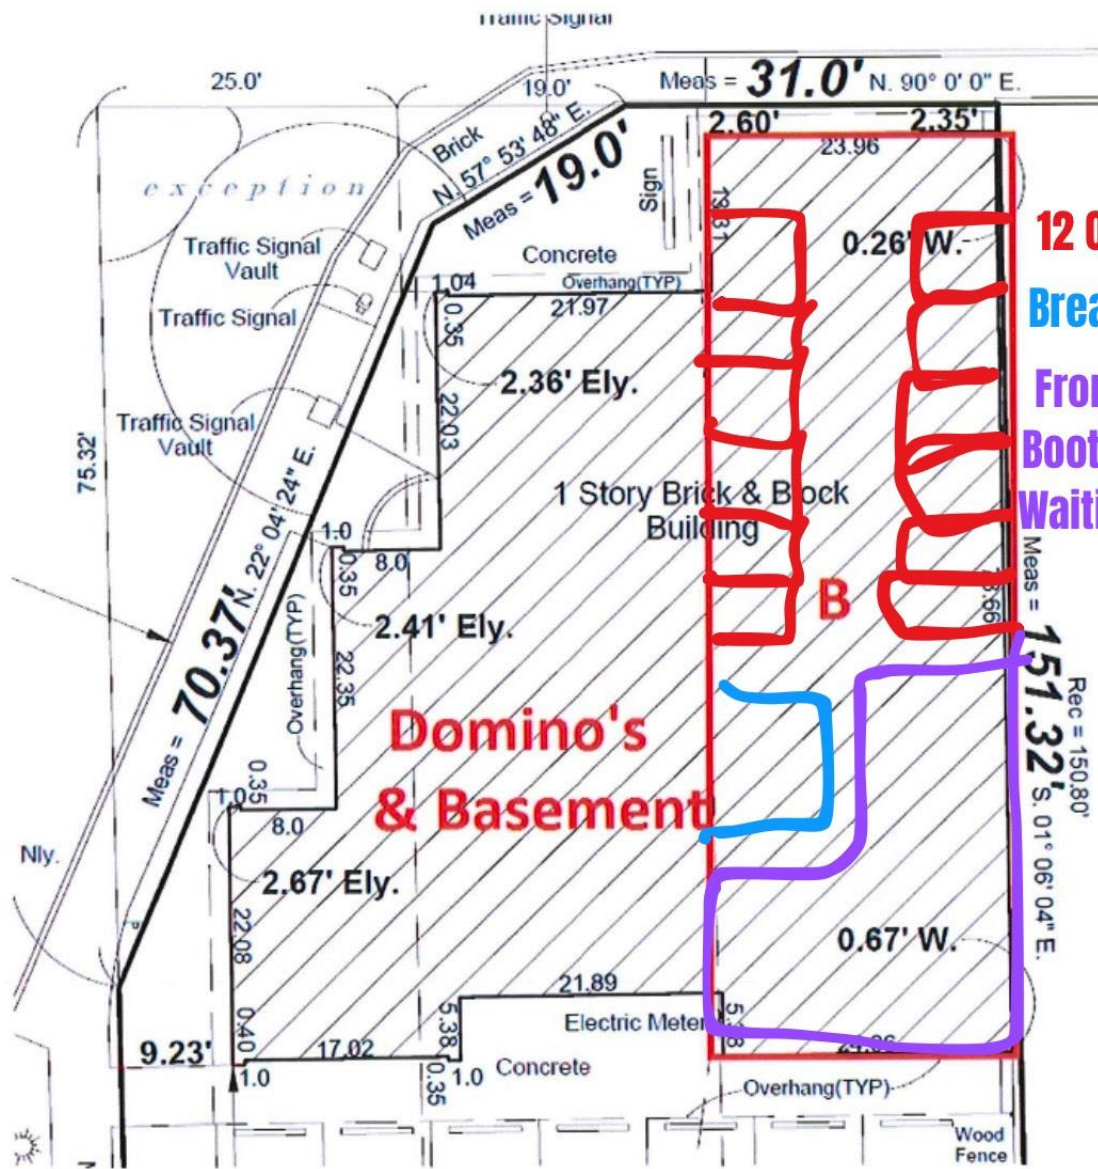 Traffic Signal
25.0'
19.0'
Meas = 31.0' N. 90° 0' 0" E.
Brick
N. 57° 53' 48" E.
Meas = 19.0'
2.60'
2.35'
23.96
exception
Sign
13.31
12
0.26' W.
Traffic Signal
Vault
Concrete
Overhang(TYP)
1.04
21.97
0.35
Traffic Signal
2.36' Ely.
22.03
Traffic Signal
Vault
75.32'
Meas = 70.37' N. 22° 04' 24" E.
1 Story Brick & Block
Building
1.0
8.0
0.35
2.41' Ely.
Overhang(TYP)
22.35
B
Meas = 151.32' S. 01° 06' 04" E.
Rec = 150.80'
Domino's
& Basement
0.35
1.0
8.0
Nly.
2.67' Ely.
22.08
0.67' W.
21.89
5.38
Electric Meter
0.40
9.23'
17.02
1.0
0.35
1.0
Concrete
Overhang(TYP)
Wood
Fence